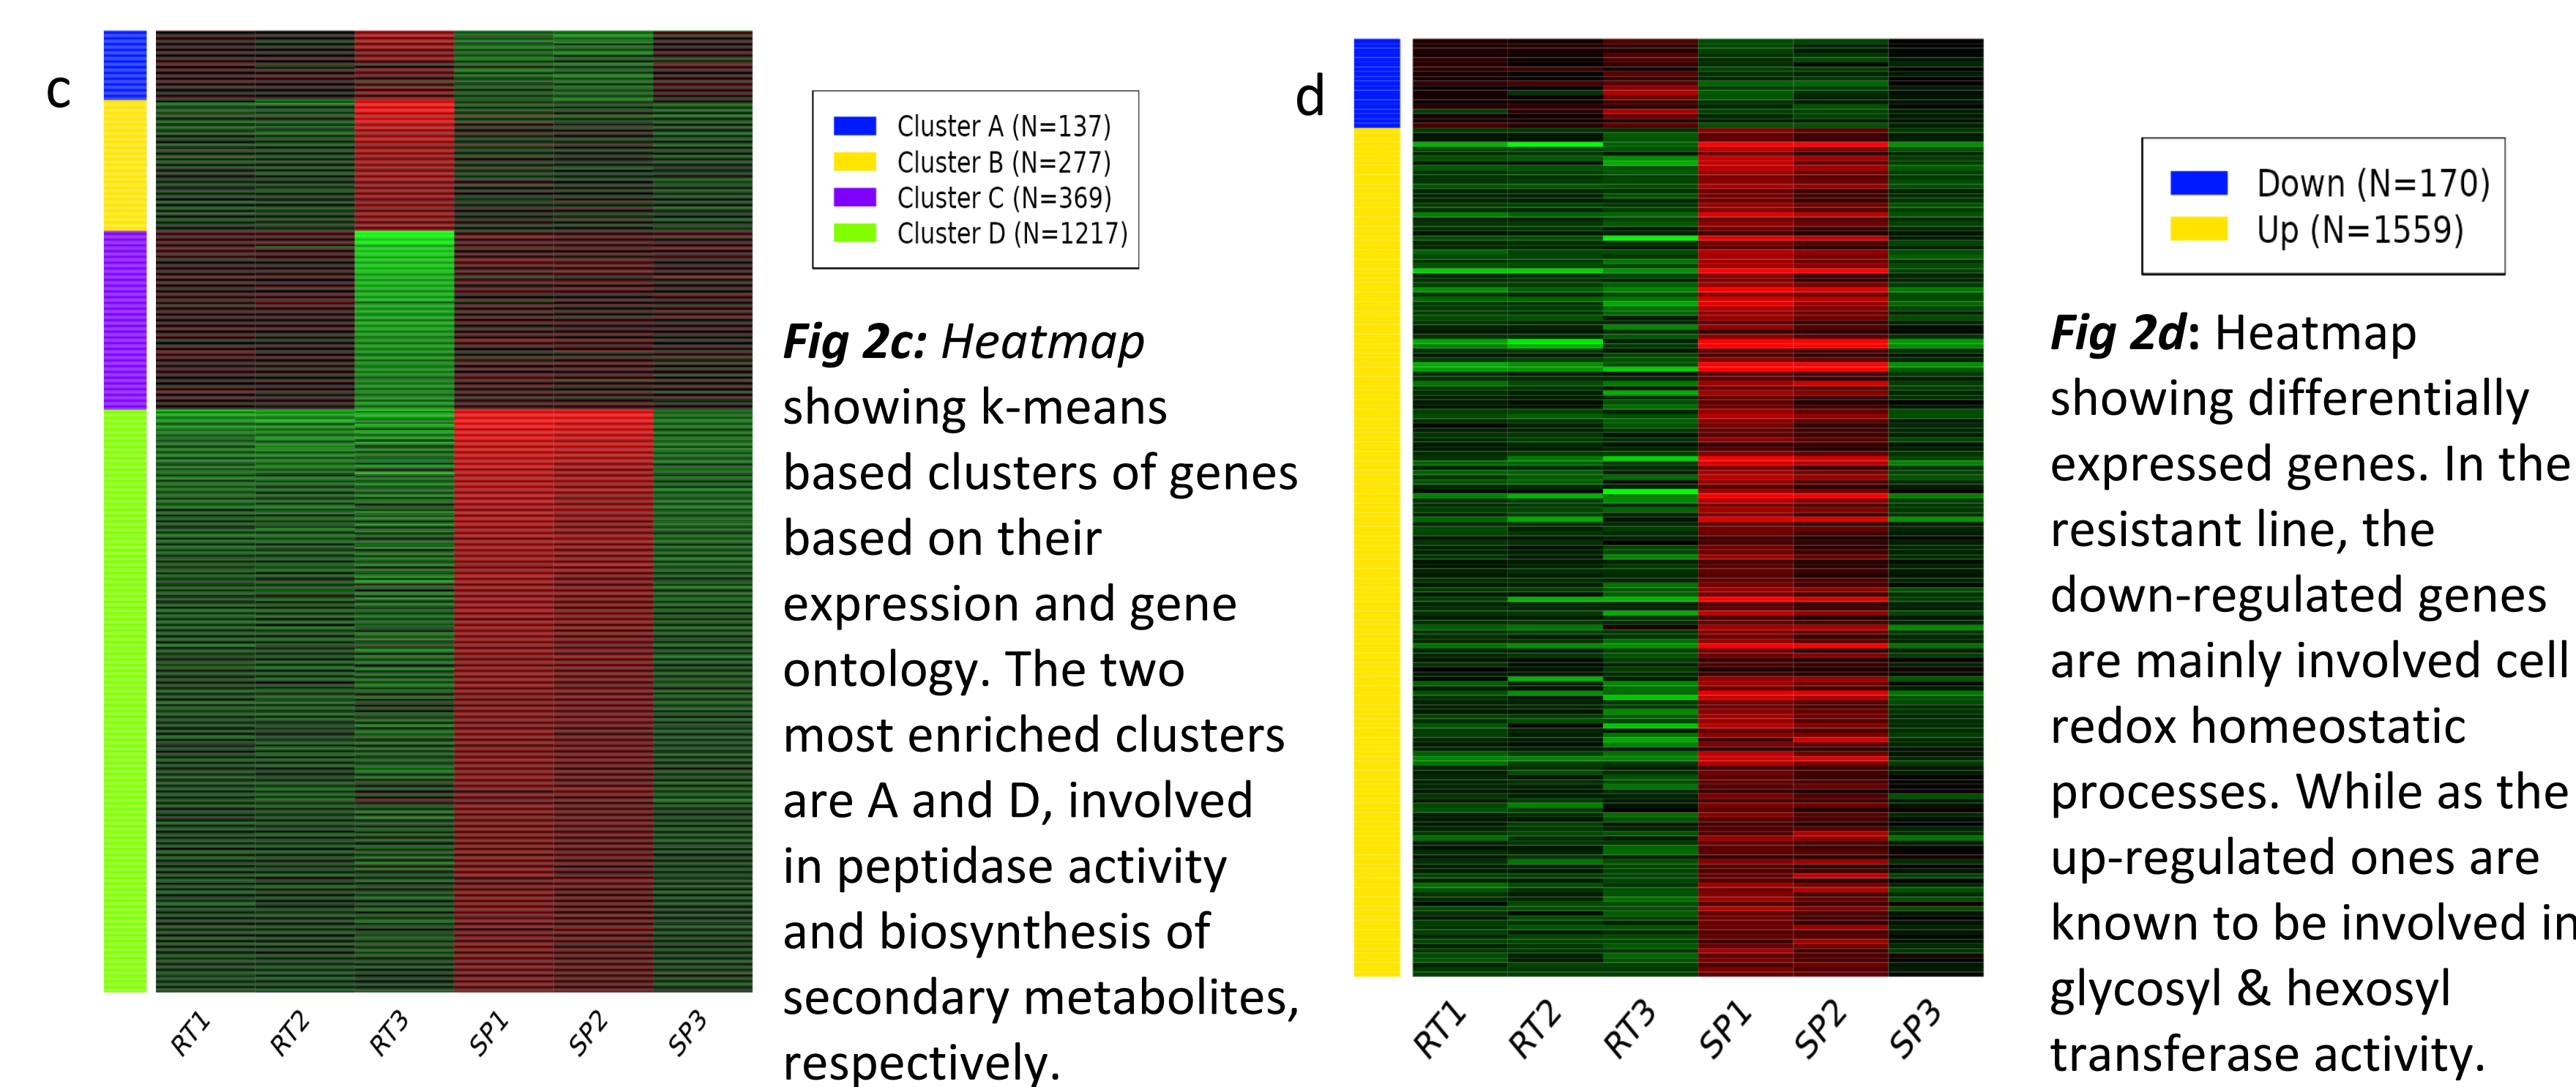 c
Cluster A (N=137)
Cluster B (N=277)
Cluster C (N=369)
Cluster D (N=1217)
RT1
RT2
RT3
SP1
SP2
SP3
Fig 2c: Heatmap
showing k-means
based clusters of genes
based on their
expression and gene
ontology. The two
most enriched clusters
are A and D, involved
in peptidase activity
and biosynthesis of
secondary metabolites,
respectively.
d
Down (N=170)
Up (N=1559)
RT1
RT2
RT3
SP1
SP2
SP3
Fig 2d: Heatmap
showing differentially
expressed genes. In the
resistant line, the
down-regulated genes
are mainly involved cell
redox homeostatic
processes. While as the
up-regulated ones are
known to be involved in
glycosyl & hexosyl
transferase activity.